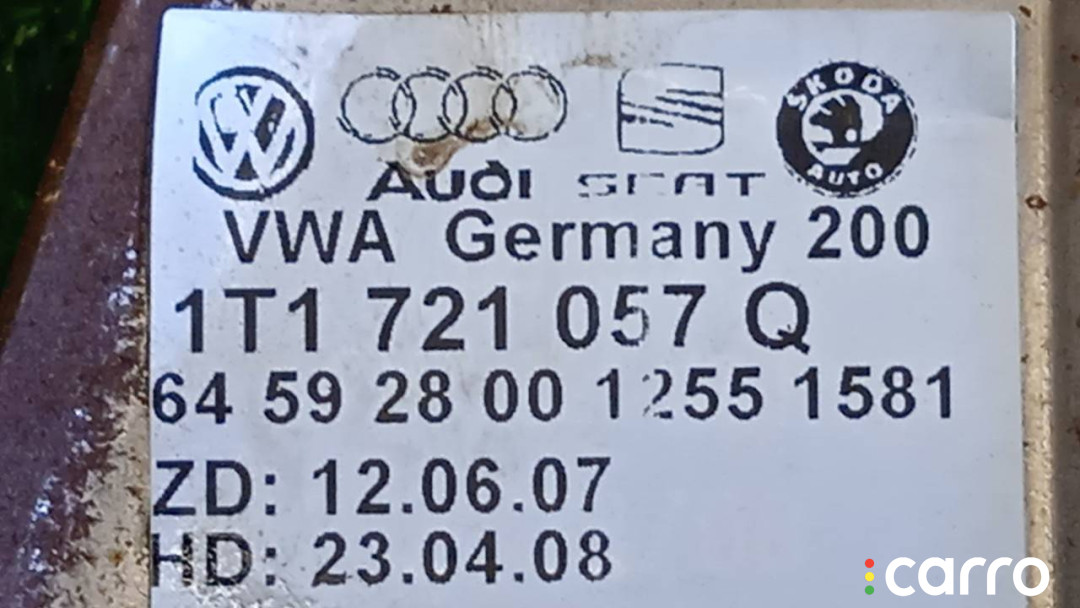 ŠKODA
AUTO
Audi SEAT
VWA Germany 200
1T1 721 057 Q
64 59 28 00 1255 1581
ZD: 12.06.07
HD: 23.04.08
carro